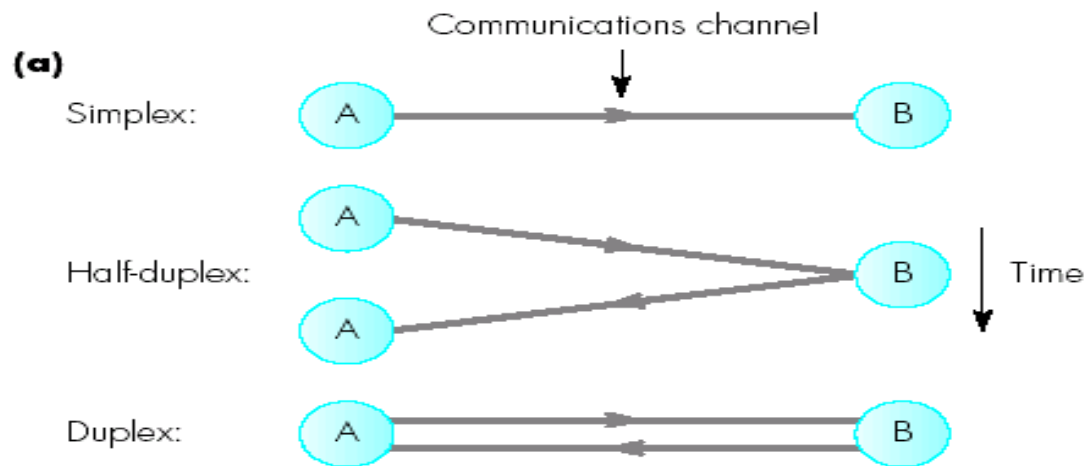 Communications channel
(a)
Simplex: A B
A
Half-duplex: B Time
A
Duplex: A B